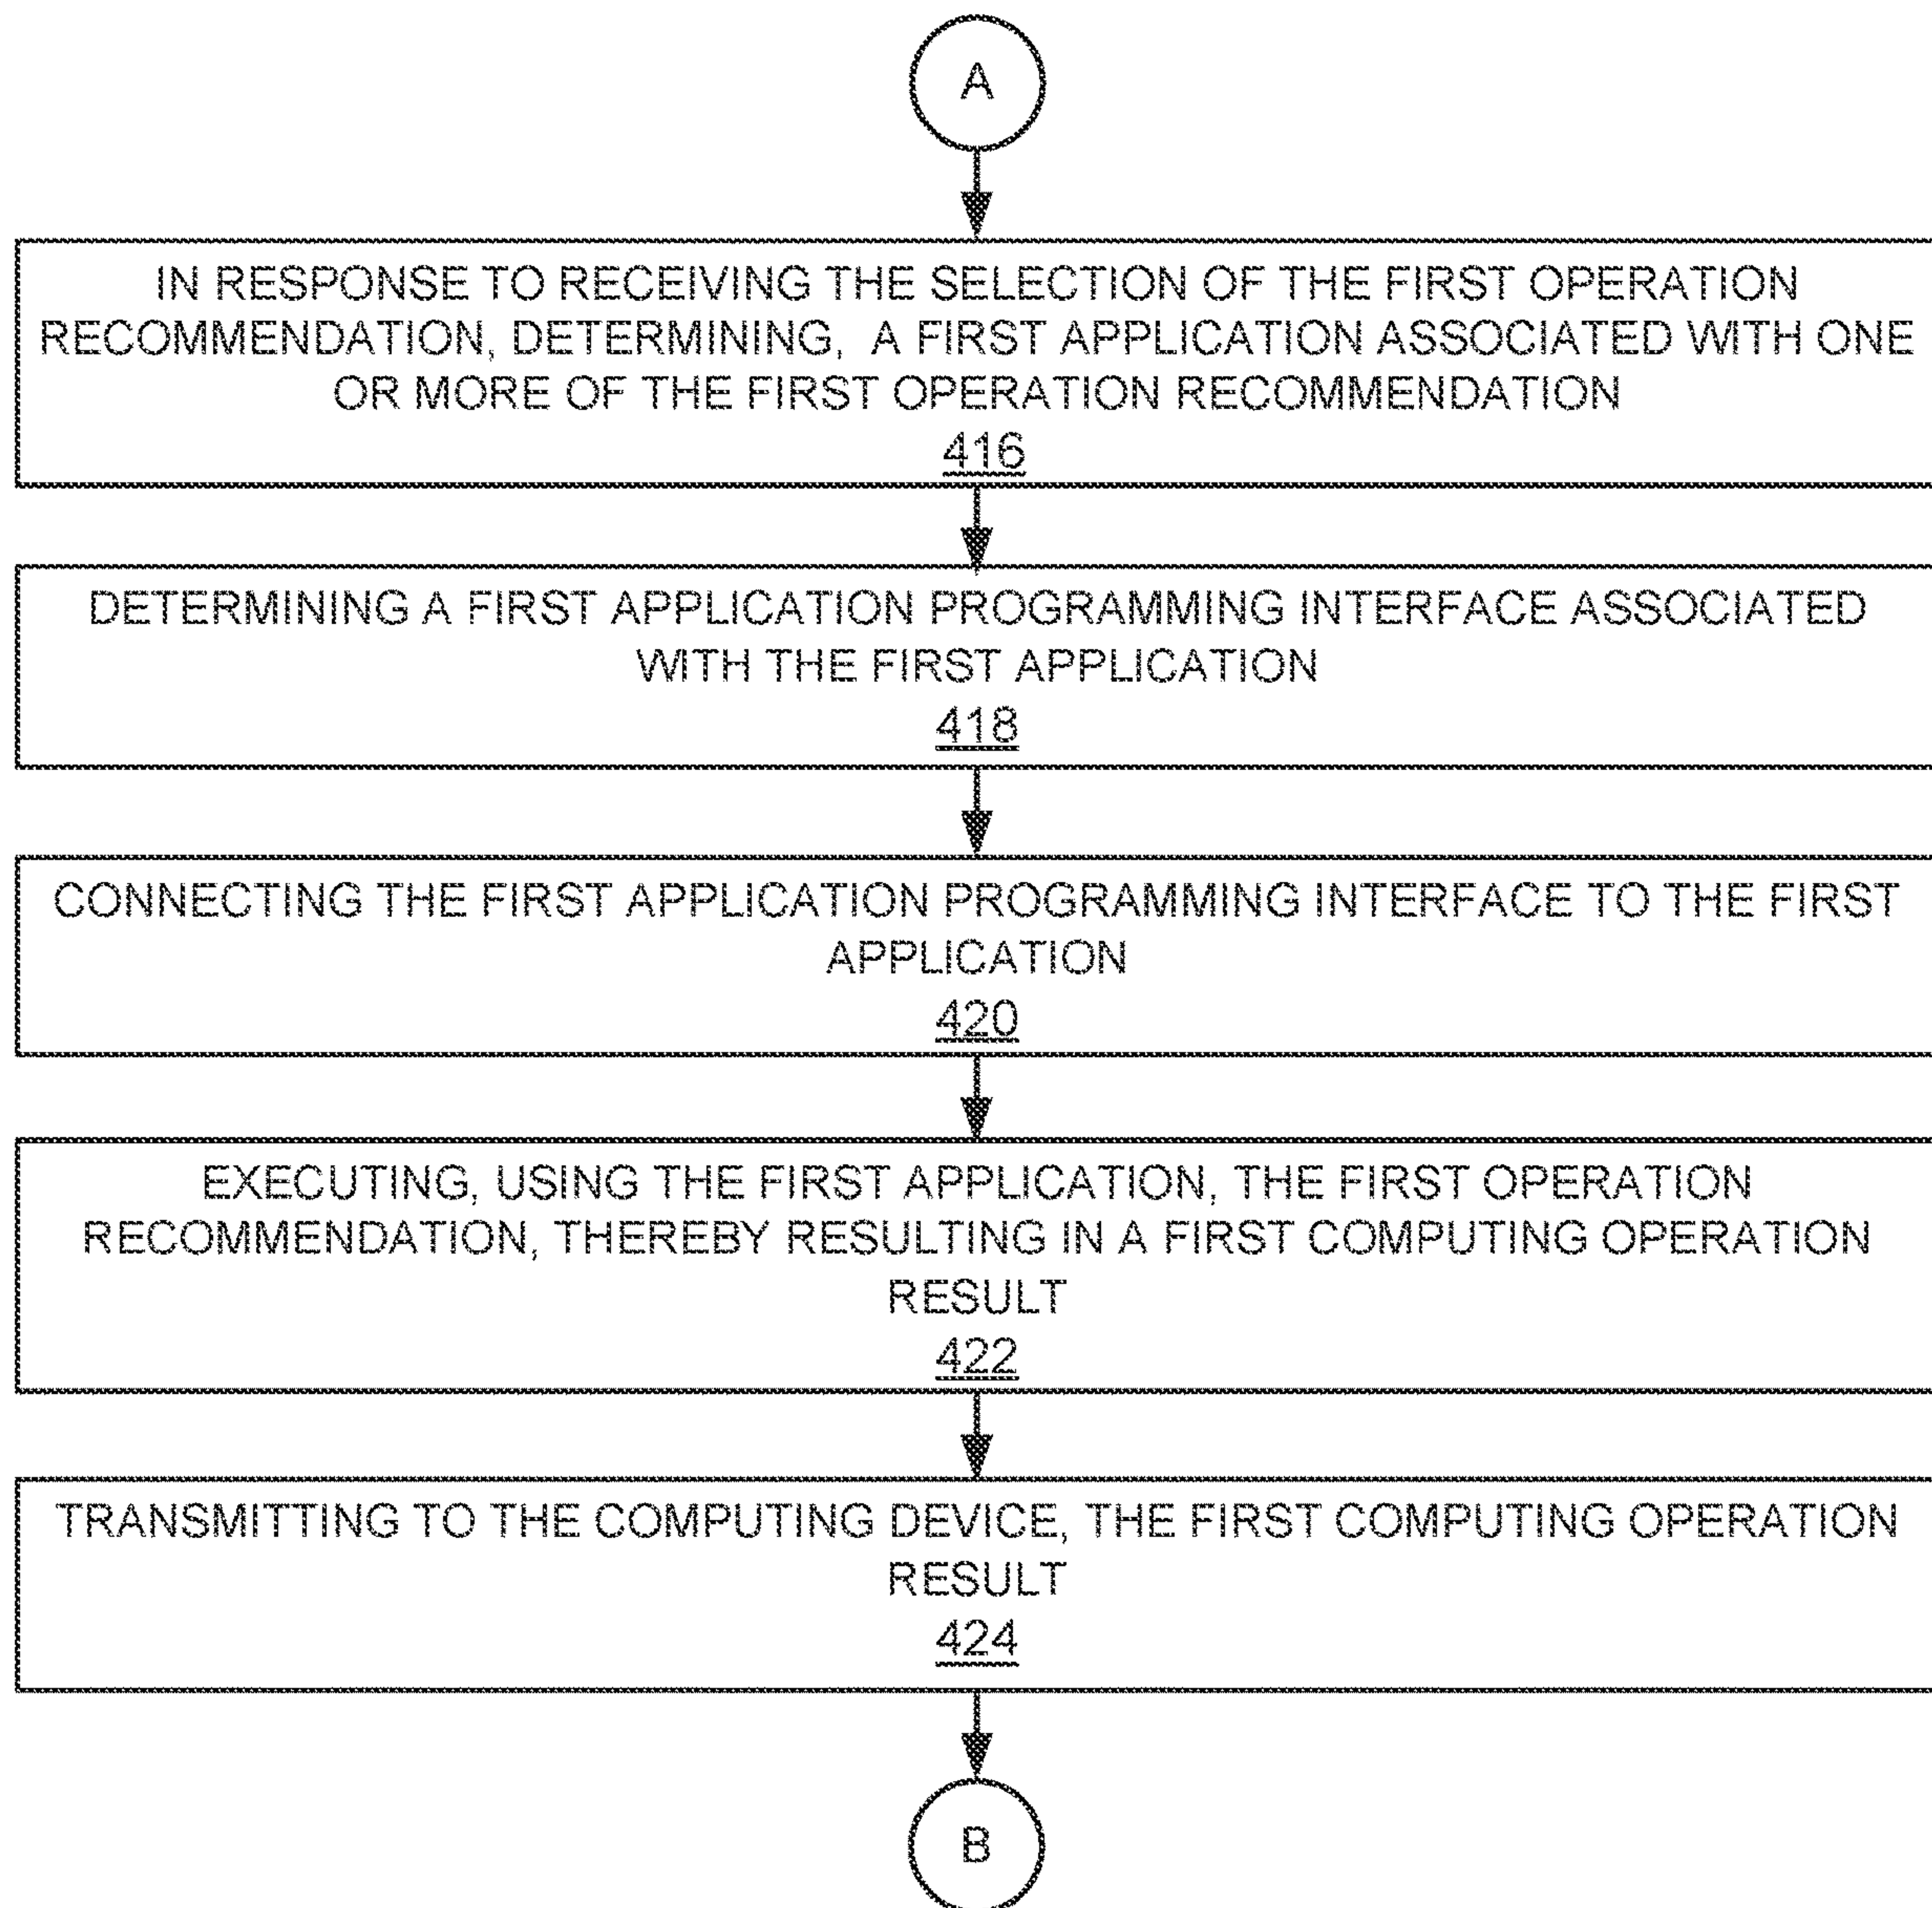 A
IN RESPONSE TO RECEIVING THE SELECTION OF THE FIRST OPERATION
RECOMMENDATION, DETERMINING, A FIRST APPLICATION ASSOCIATED WITH ONE
OR MORE OF THE FIRST OPERATION RECOMMENDATION
416
DETERMINING A FIRST APPLICATION PROGRAMMING INTERFACE ASSOCIATED
WITH THE FIRST APPLICATION
418
CONNECTING THE FIRST APPLICATION PROGRAMMING INTERFACE TO THE FIRST
APPLICATION
420
EXECUTING, USING THE FIRST APPLICATION, THE FIRST OPERATION
RECOMMENDATION, THEREBY RESULTING IN A FIRST COMPUTING OPERATION
RESULT
422
TRANSMITTING TO THE COMPUTING DEVICE, THE FIRST COMPUTING OPERATION
RESULT
424
B